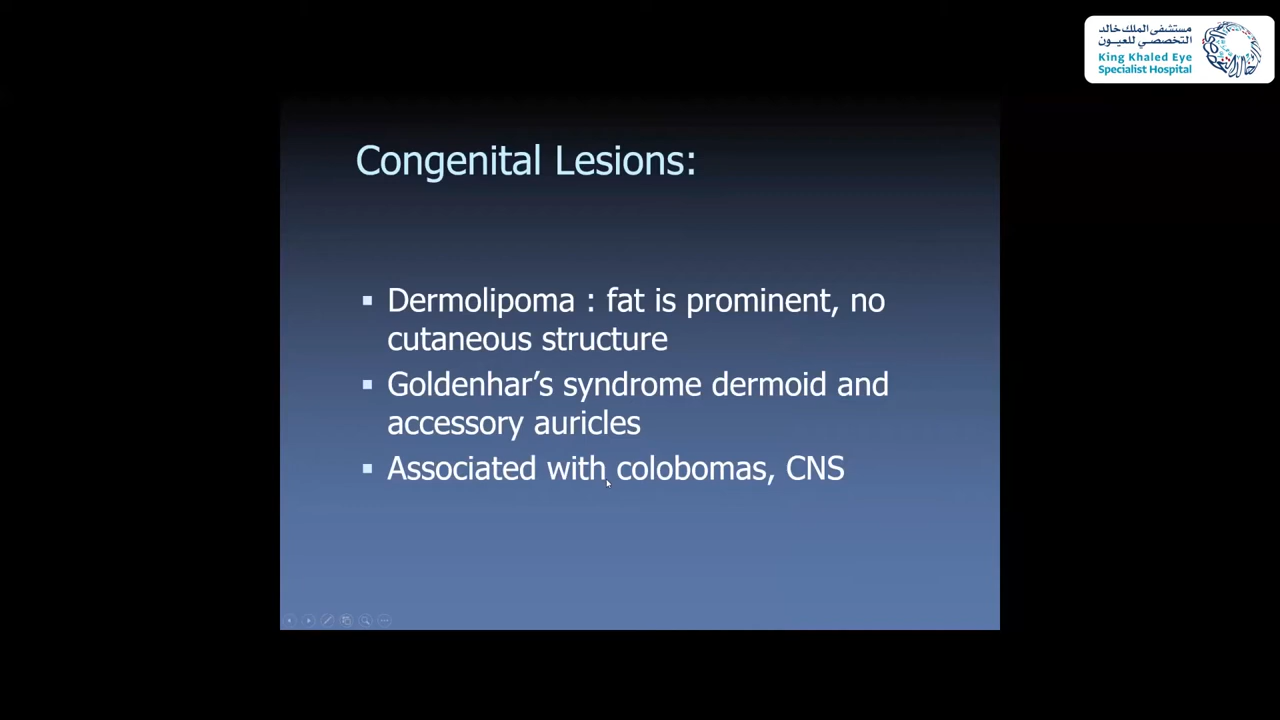 مستشفى الملك خالد
التخصصي للعيون
King Khaled Eye
Specialist Hospital
Congenital Lesions:
▪ Dermolipoma : fat is prominent, no
cutaneous structure
▪ Goldenhar’s syndrome dermoid and
accessory auricles
▪ Associated with colobomas, CNS